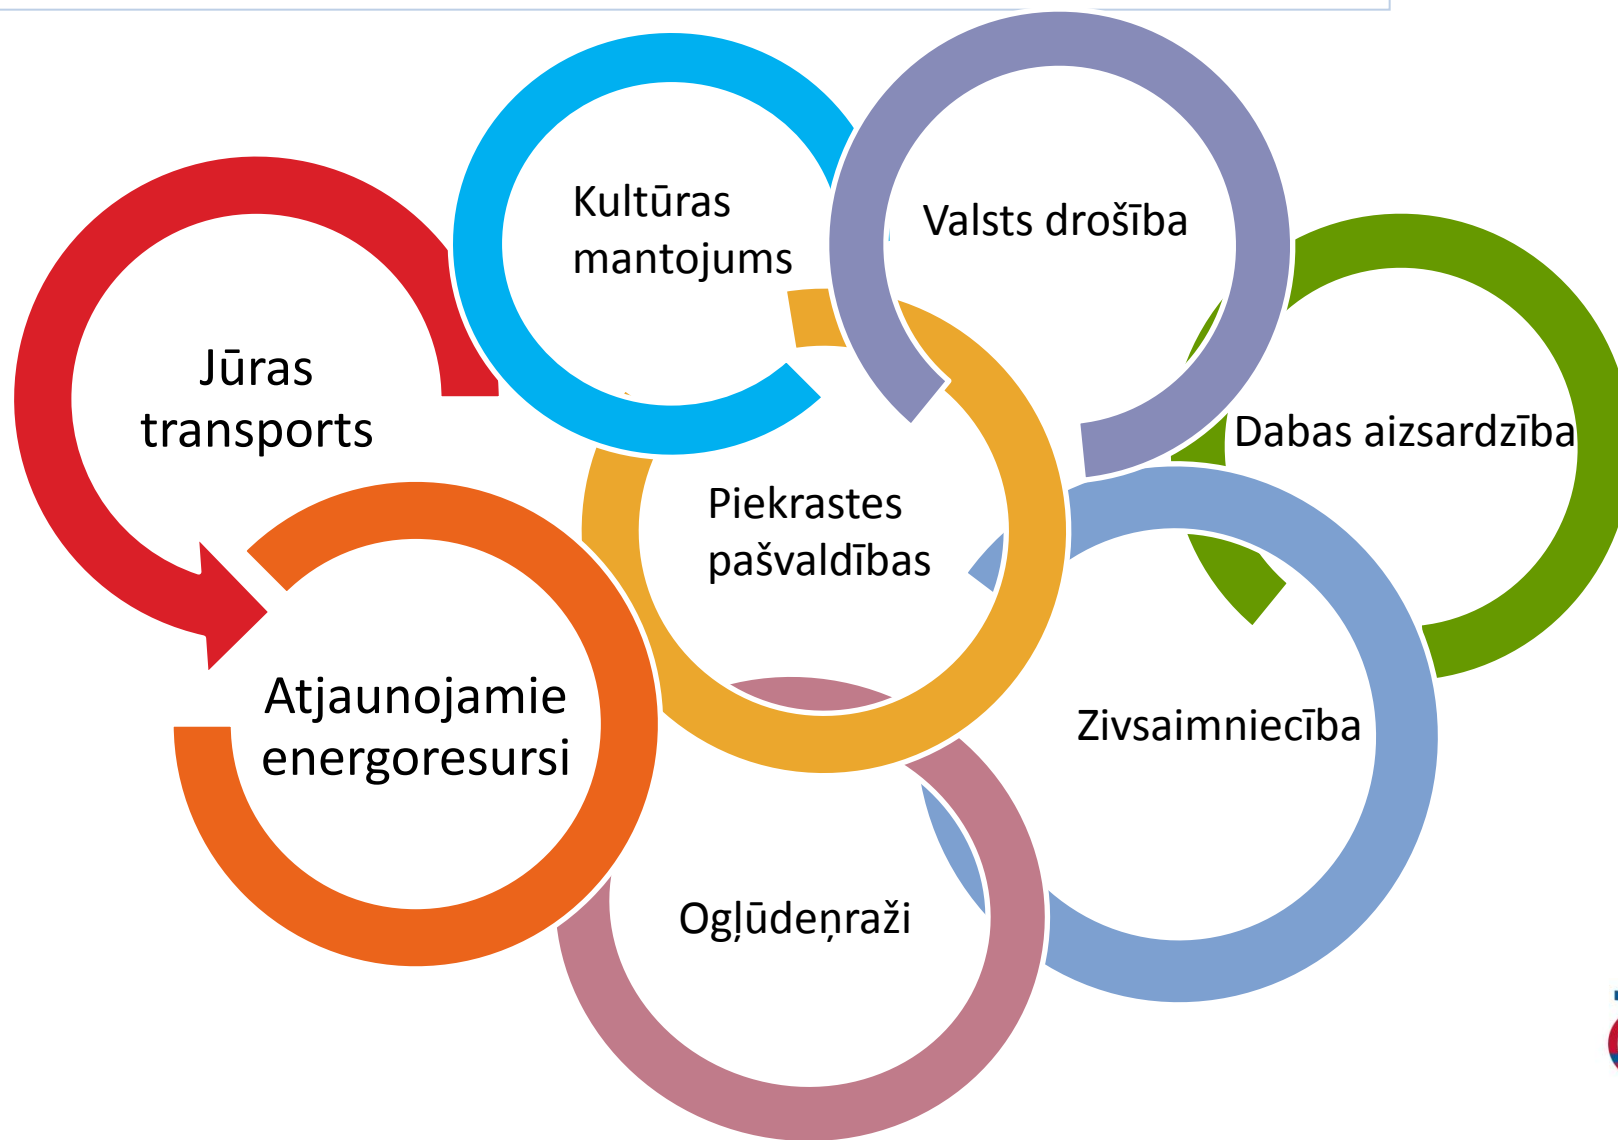 Kultūras
mantojums
Valsts drošība
Jūras
transports
Dabas aizsardzība
Piekrastes
pašvaldības
Atjaunojamie
energoresursi
Zivsaimniecība
Ogļūdeņraži